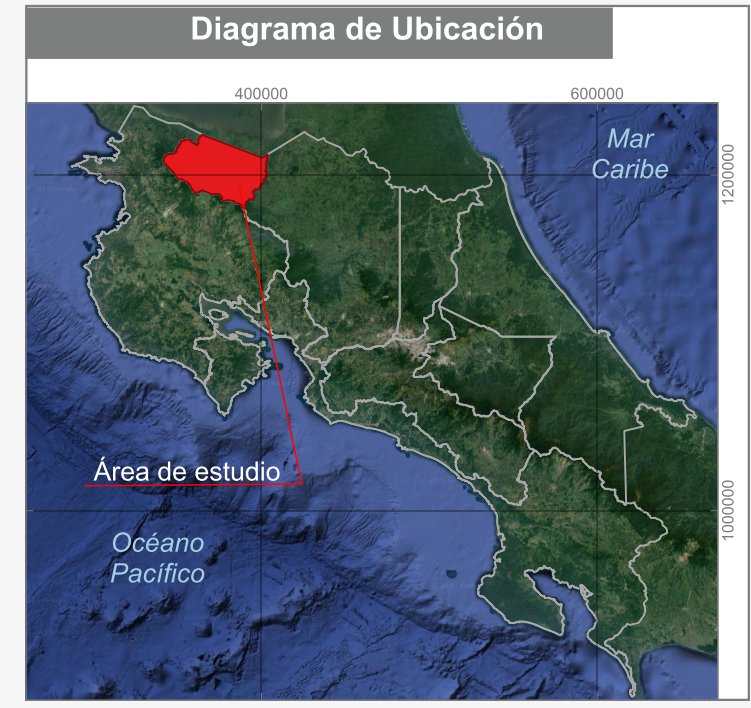 Diagrama de Ubicación
400000
600000
Mar
Caribe
1200000
Área de estudio
1000000
Océano
Pacífico